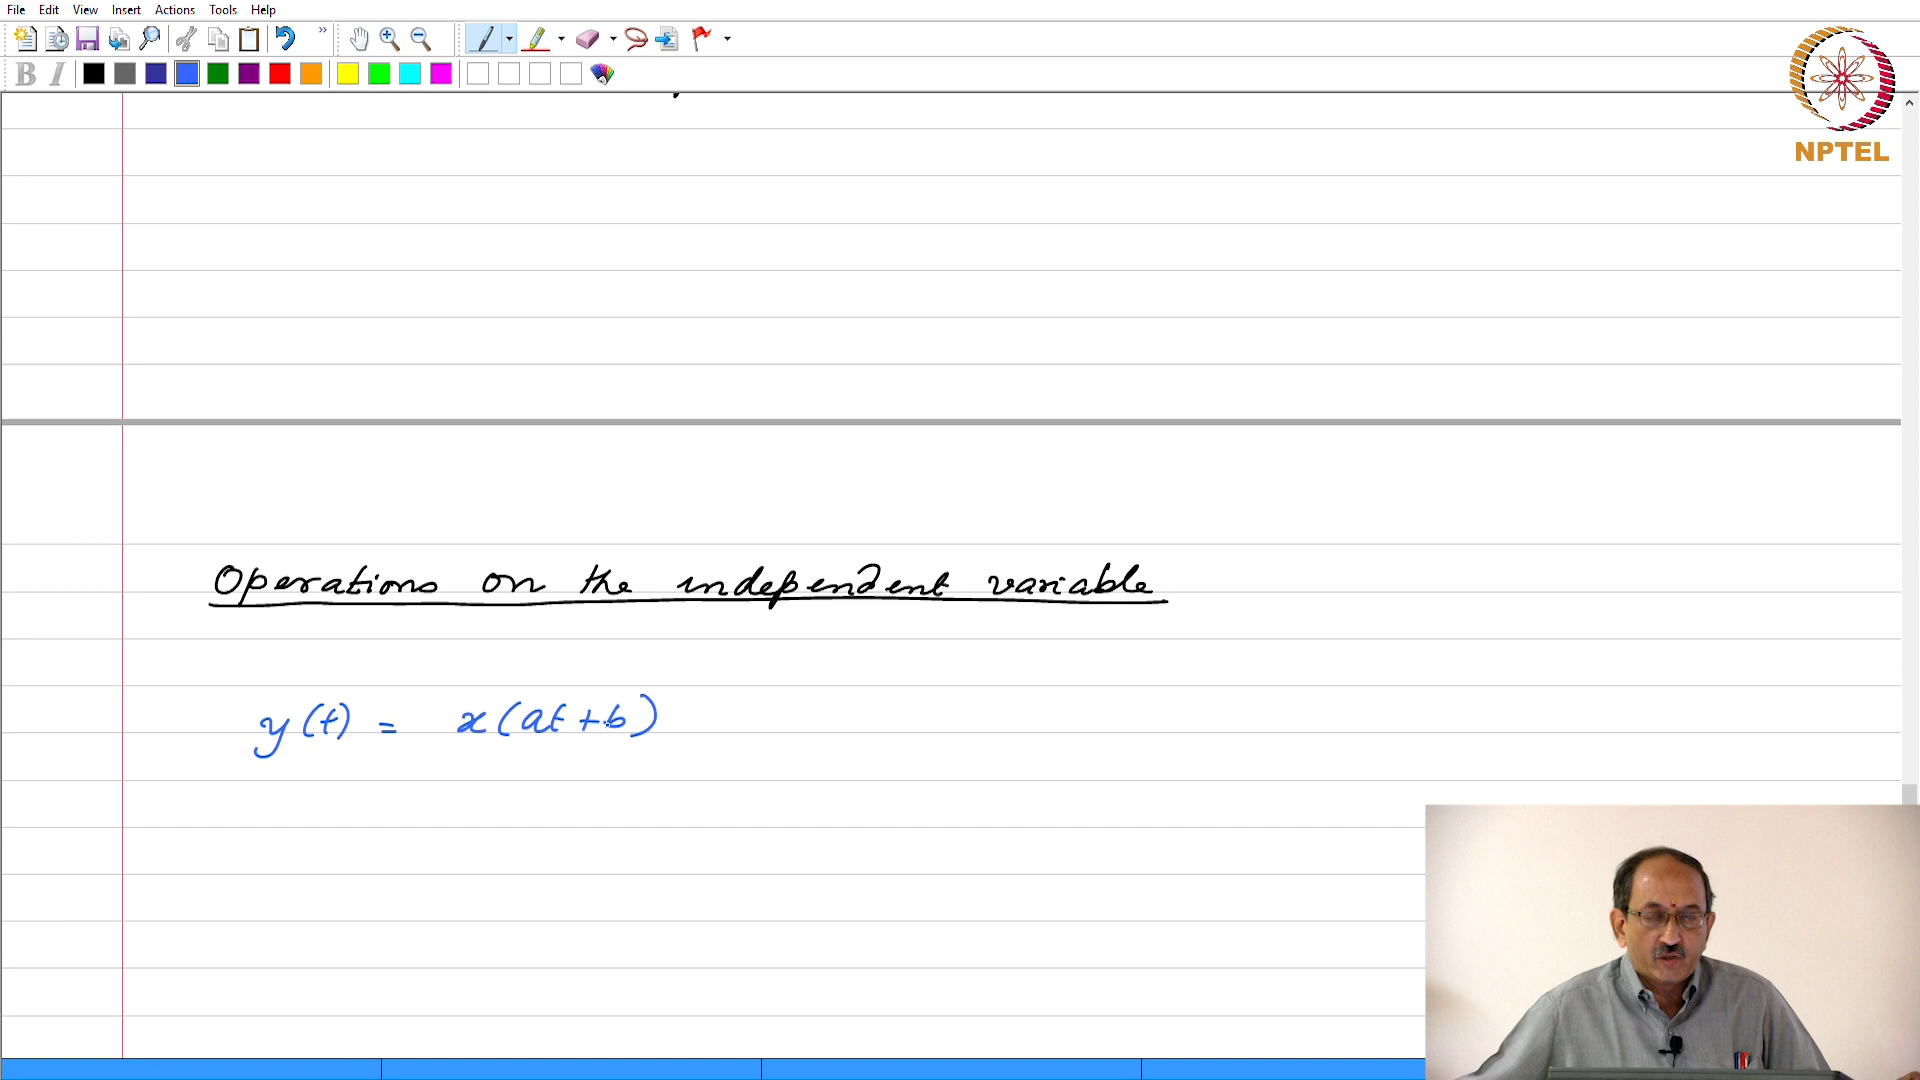 File Edit View Insert Actions Tools Help
B I
NPTEL
Operations on the independent variable
y(t) = x(at+b)